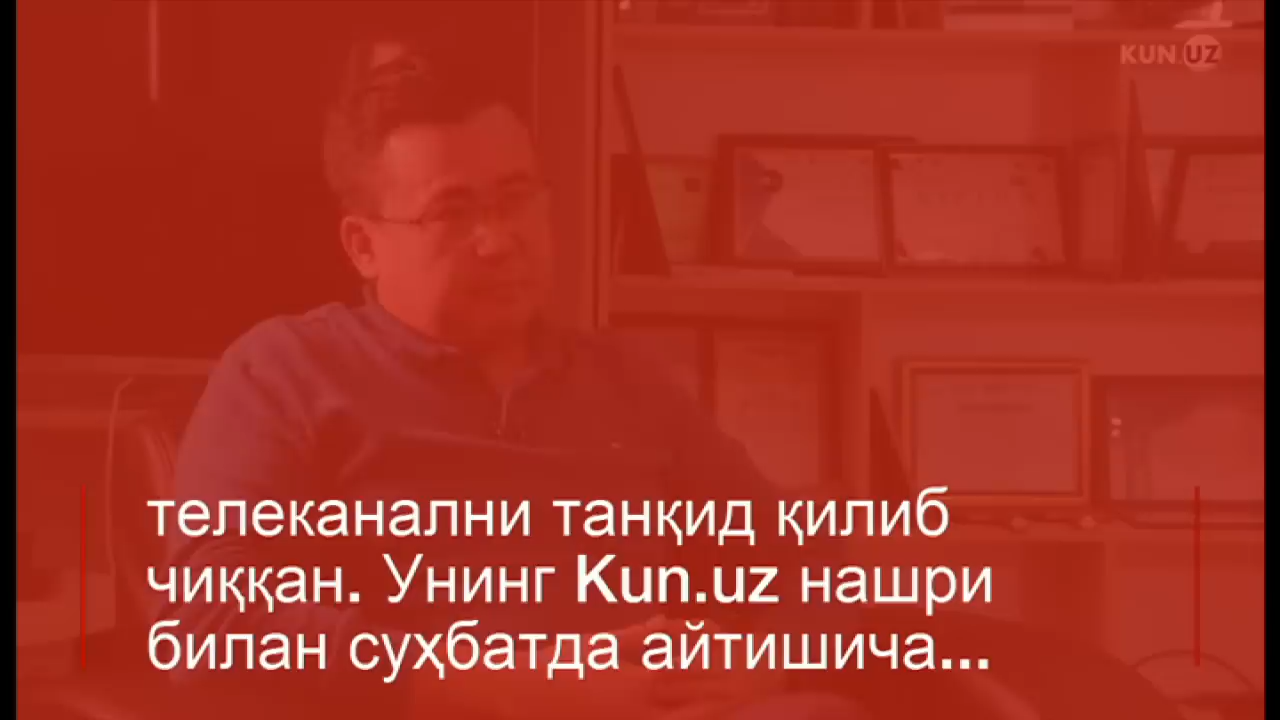 KUN.UZ
телеканални танқид қилиб
чиққан. Унинг Kun.uz нашри
билан суҳбатда айтишича...